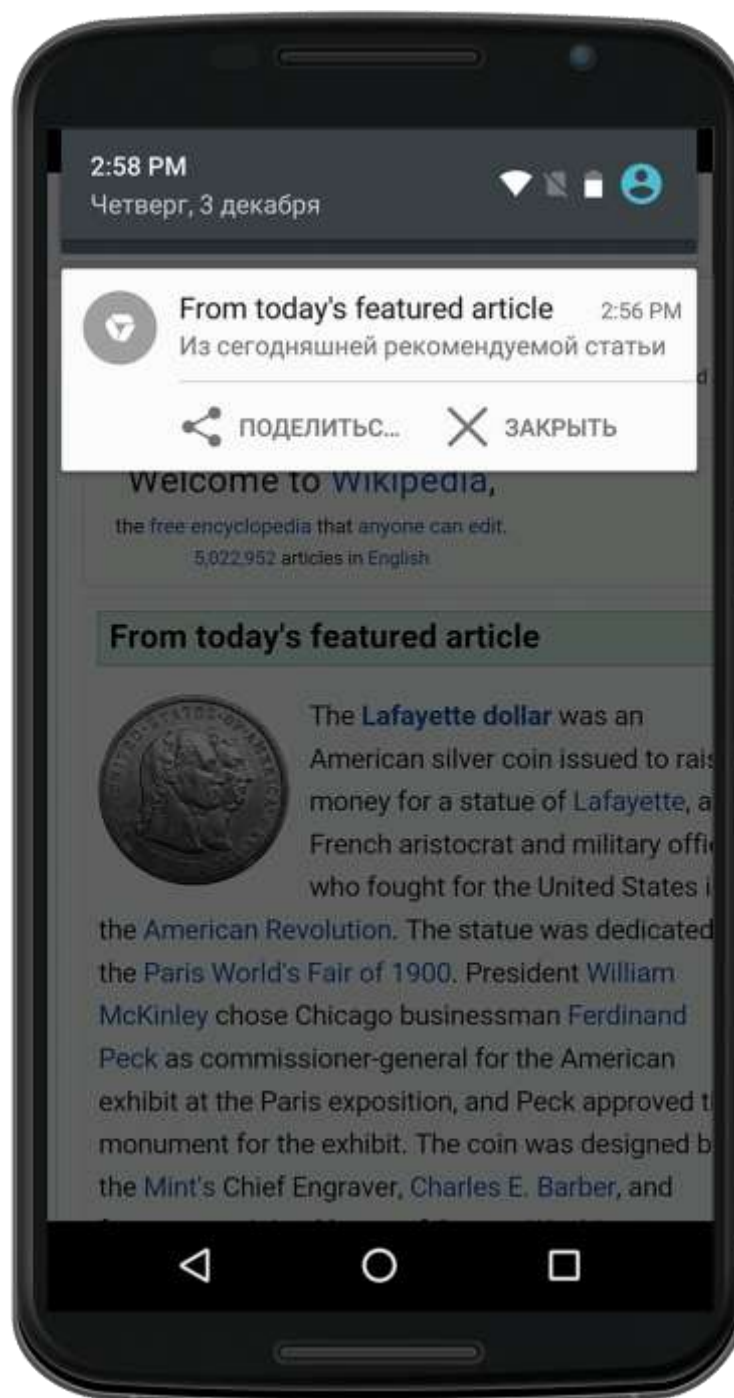 2:58 PM
Четверг, 3 декабря
From today's featured article 2:56 PM
Из сегодняшней рекомендуемой статьи
ПОДЕЛИТЬС... ЗАКРЫТЬ
Welcome to Wikipedia,
the free encyclopedia that anyone can edit.
5,022,952 articles in English
From today's featured article
The Lafayette dollar was an
American silver coin issued to
money for a statue of Lafayette,
French aristocrat and military
who fought for the United States
the American Revolution. The statue was dedicated
the Paris World's Fair of 1900. President William
McKinley chose Chicago businessman Ferdinand
Peck as commissioner-general for the American
exhibit at the Paris exposition, and Peck approved
monument for the exhibit. The coin was designed
the Mint's Chief Engraver, Charles E. Barber, and